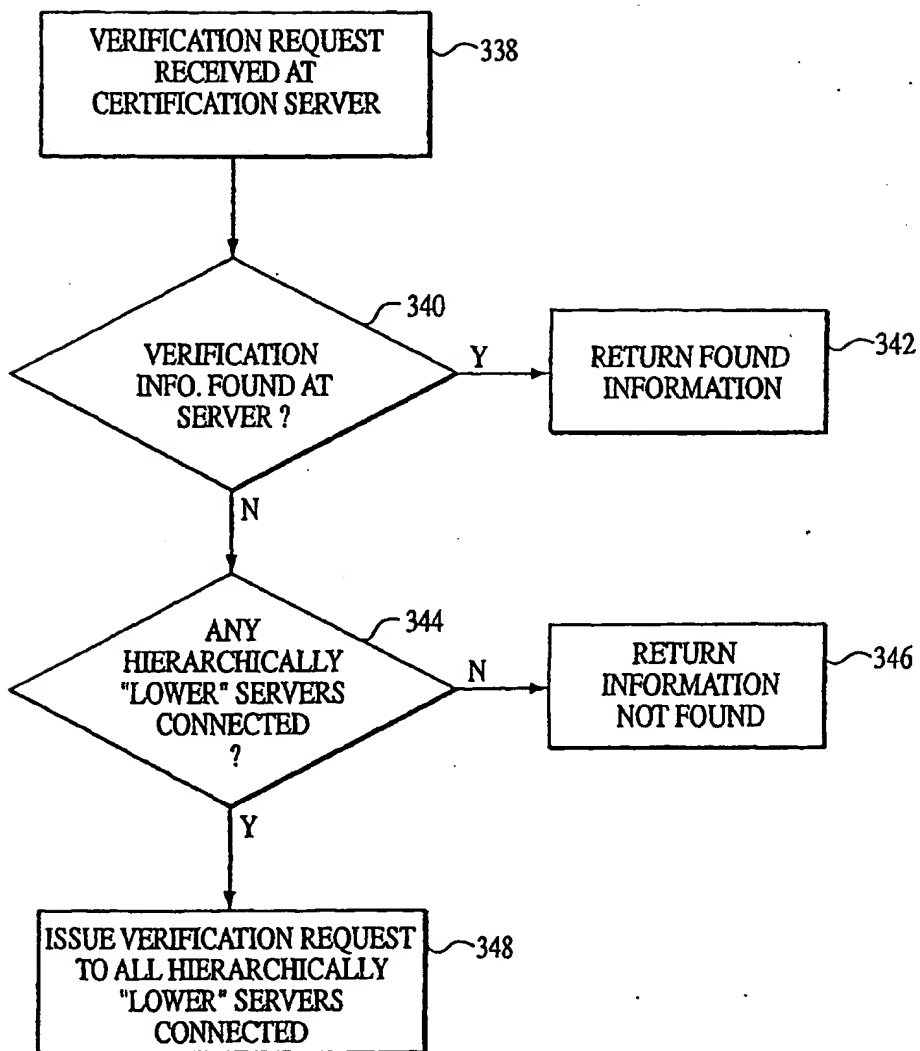 VERIFICATION REQUEST
RECEIVED AT
CERTIFICATION SERVER
338
340
VERIFICATION
INFO. FOUND AT
SERVER ?
Y
RETURN FOUND
INFORMATION
342
N
344
ANY
HIERARCHICALLY
"LOWER" SERVERS
CONNECTED
?
N
RETURN
INFORMATION
NOT FOUND
346
Y
ISSUE VERIFICATION REQUEST
TO ALL HIERARCHICALLY
"LOWER" SERVERS
CONNECTED
348